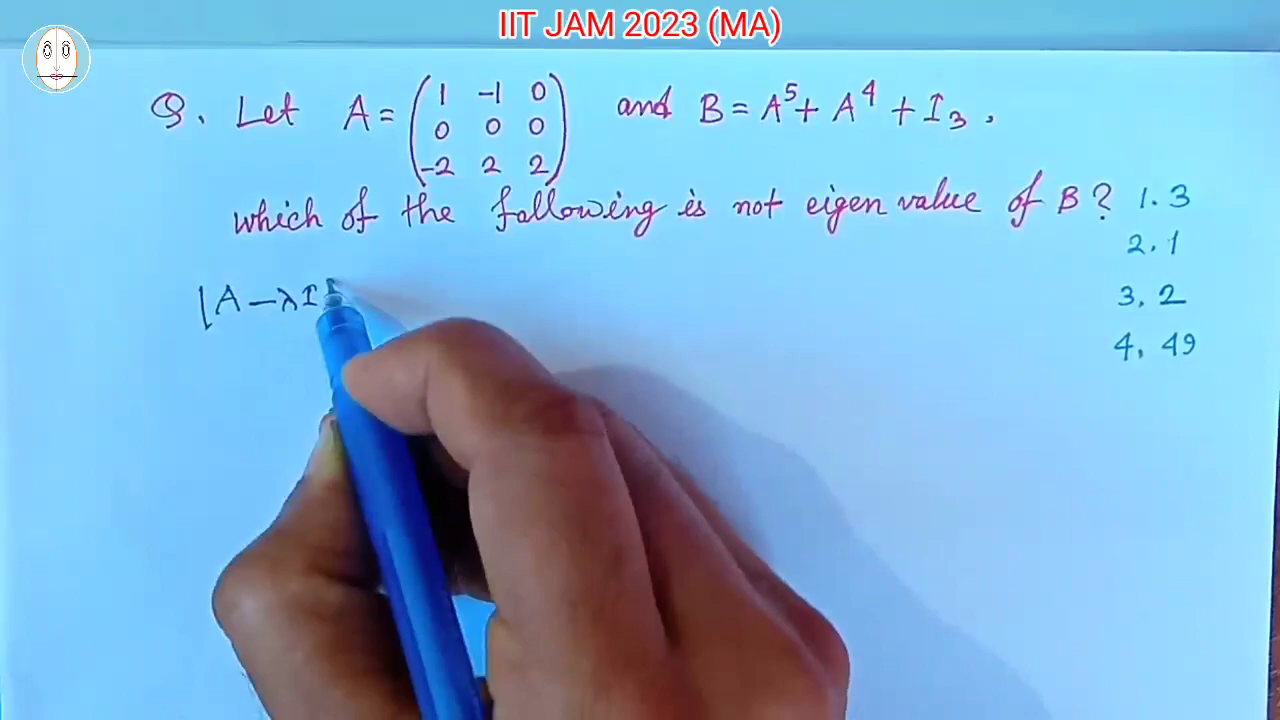 IIT JAM 2023 (MA)
Q. Let A = (1 -1 0
0 0 0
-2 2 2) and B = A⁵ + A⁴ + I₃.
which of the following is not eigen value of B? 1. 3
2. 1
3. 2
4. 49
|A - λI